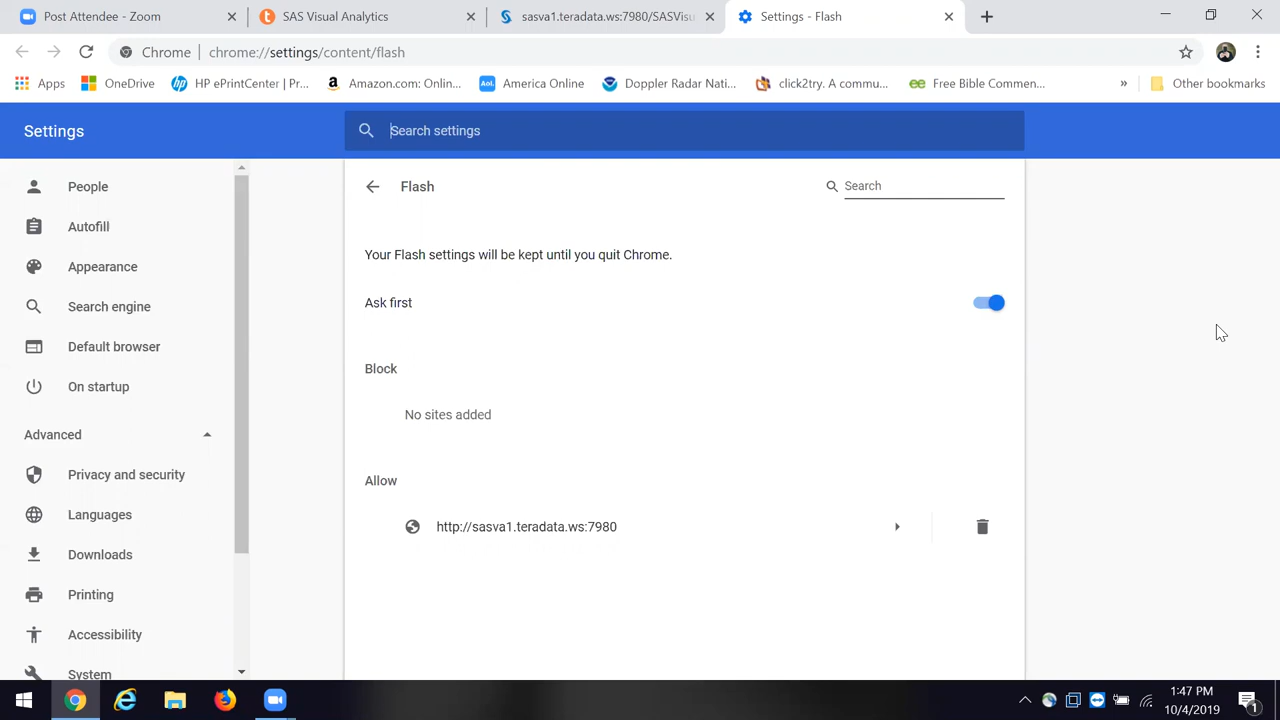 Post Attendee - Zoom
SAS Visual Analytics
sasva1.teradata.ws:7980/SASVisu
Settings - Flash
Chrome | chrome://settings/content/flash
Apps
OneDrive
HP ePrintCenter | Pr...
Amazon.com: Onlin...
America Online
Doppler Radar Nati...
click2try. A commu...
Free Bible Commen...
»
Other bookmarks
Settings
Search settings
People
Autofill
Appearance
Search engine
Default browser
On startup
Advanced
Privacy and security
Languages
Downloads
Printing
Accessibility
System
Flash
Search
Your Flash settings will be kept until you quit Chrome.
Ask first
Block
No sites added
Allow
http://sasva1.teradata.ws:7980
1:47 PM
10/4/2019
1